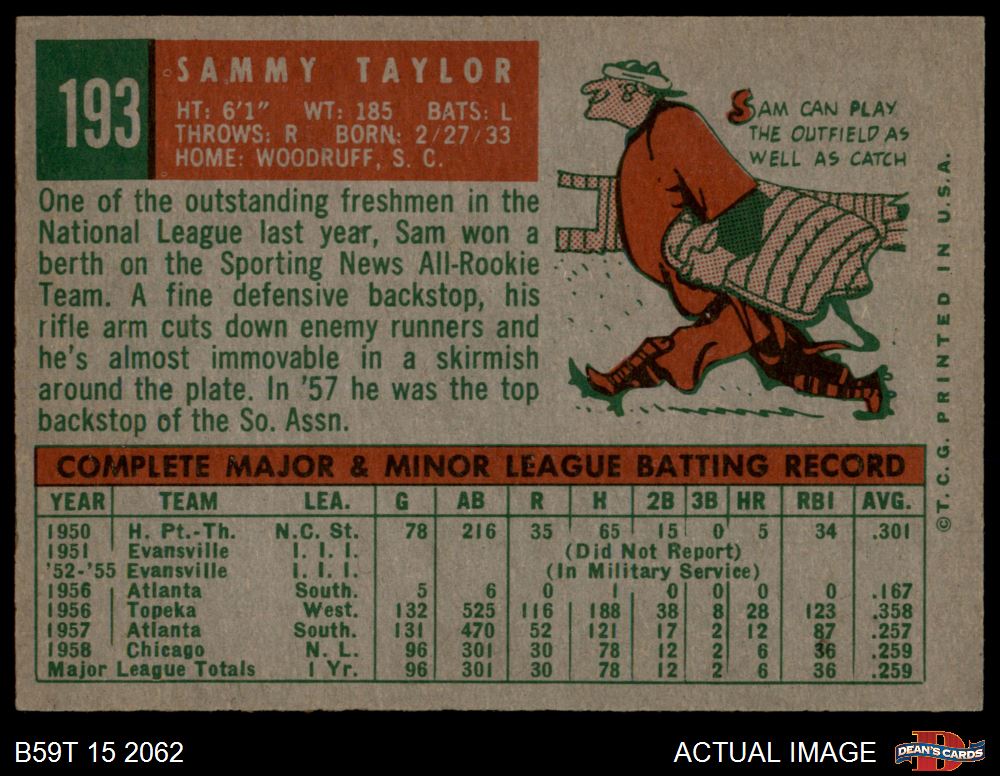 193
SAMMY TAYLOR
HT: 6'1" WT: 185 BATS: L
THROWS: R BORN: 2/27/33
HOME: WOODRUFF, S. C.
SAM CAN PLAY
THE OUTFIELD AS
WELL AS CATCH
One of the outstanding freshmen in the
National League last year, Sam won a
berth on the Sporting News All-Rookie
Team. A fine defensive backstop, his
rifle arm cuts down enemy runners and
he's almost immovable in a skirmish
around the plate. In '57 he was the top
backstop of the So. Assn.
©T. C. G. PRINTED IN U.S.A.
COMPLETE MAJOR & MINOR LEAGUE BATTING RECORD
YEAR TEAM LEA. G AB R H 2B 3B HR RBI AVG.
1950 H. Pt.-Th. N.C. St. 78 216 35 65 15 0 5 34 .301
1951 Evansville I. I. I. (Did Not Report)
'52-'55 Evansville I. I. I. (In Military Service)
1956 Atlanta South. 5 6 0 1 0 0 0 0 .167
1956 Topeka West. 132 525 116 188 38 8 28 123 .358
1957 Atlanta South. 131 470 52 121 17 2 12 87 .257
1958 Chicago N. L. 96 301 30 78 12 2 6 36 .259
Major League Totals 1 Yr. 96 301 30 78 12 2 6 36 .259
B59T 15 2062
ACTUAL IMAGE
D
DEAN'S CARDS